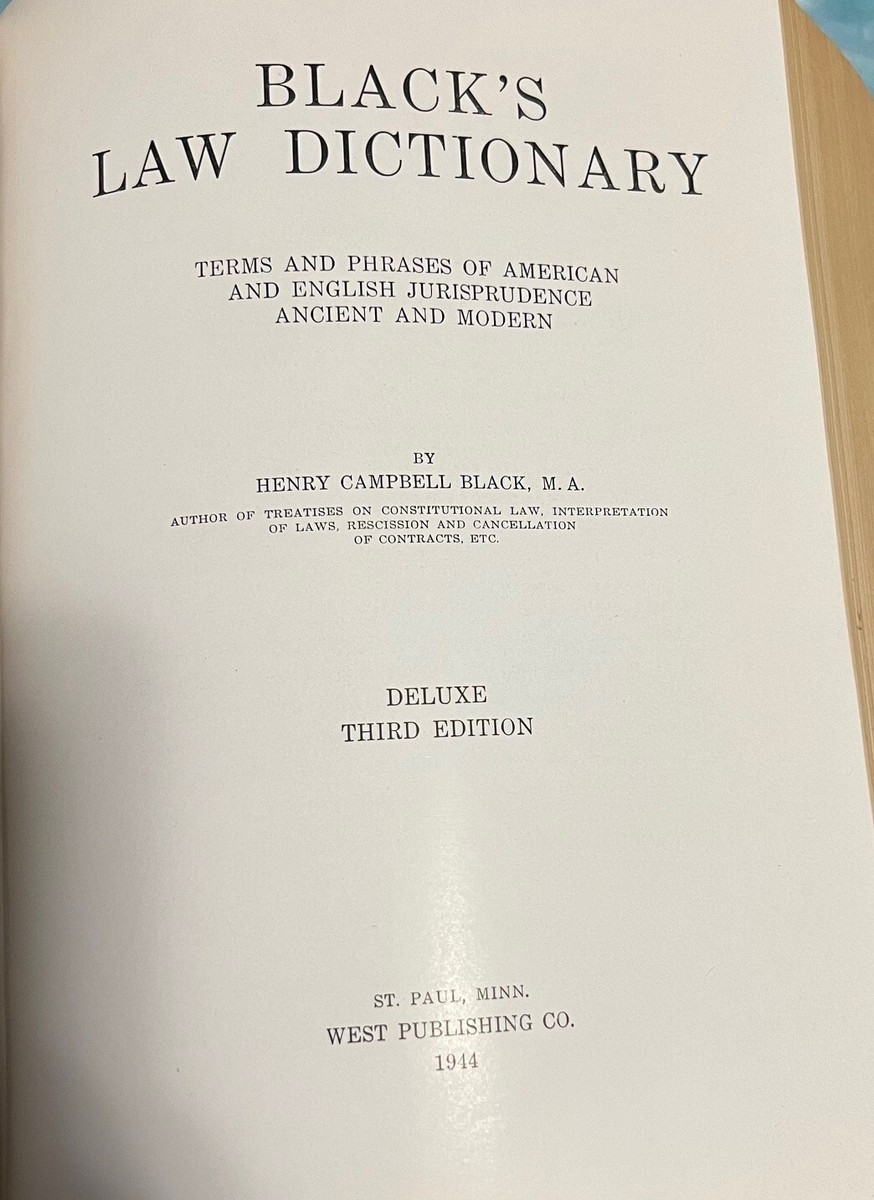 BLACK'S
LAW DICTIONARY
TERMS AND PHRASES OF AMERICAN
AND ENGLISH JURISPRUDENCE
ANCIENT AND MODERN
BY
HENRY CAMPBELL BLACK, M. A.
AUTHOR OF TREATISES ON CONSTITUTIONAL LAW, INTERPRETATION
OF LAWS, RESCISSION AND CANCELLATION
OF CONTRACTS, ETC.
DELUXE
THIRD EDITION
ST. PAUL, MINN.
WEST PUBLISHING CO.
1944